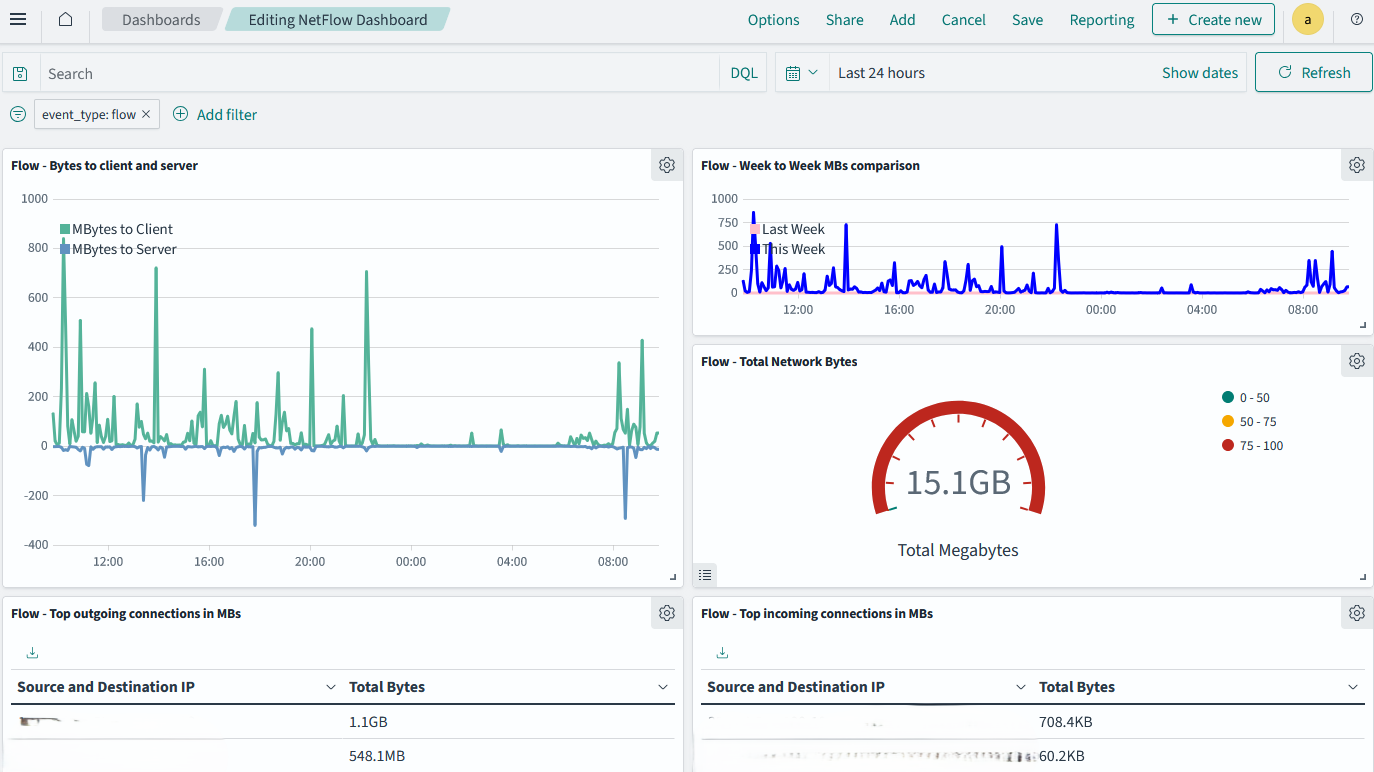 Dashboards Editing NetFlow Dashboard Options Share Add Cancel Save Reporting + Create new a
Search DQL Last 24 hours Show dates Refresh
event_type: flow × Add filter
Flow - Bytes to client and server
1000
MBytes to Client
MBytes to Server
800
600
400
200
0
-200
-400
12:00 16:00 20:00 00:00 04:00 08:00
Flow - Week to Week MBs comparison
1000
750
Last Week
500
This Week
250
0
12:00 16:00 20:00 00:00 04:00 08:00
Flow - Total Network Bytes
0 - 50
50 - 75
75 - 100
15.1GB
Total Megabytes
Flow - Top outgoing connections in MBs
Source and Destination IP Total Bytes
1.1GB
548.1MB
Flow - Top incoming connections in MBs
Source and Destination IP Total Bytes
708.4KB
60.2KB